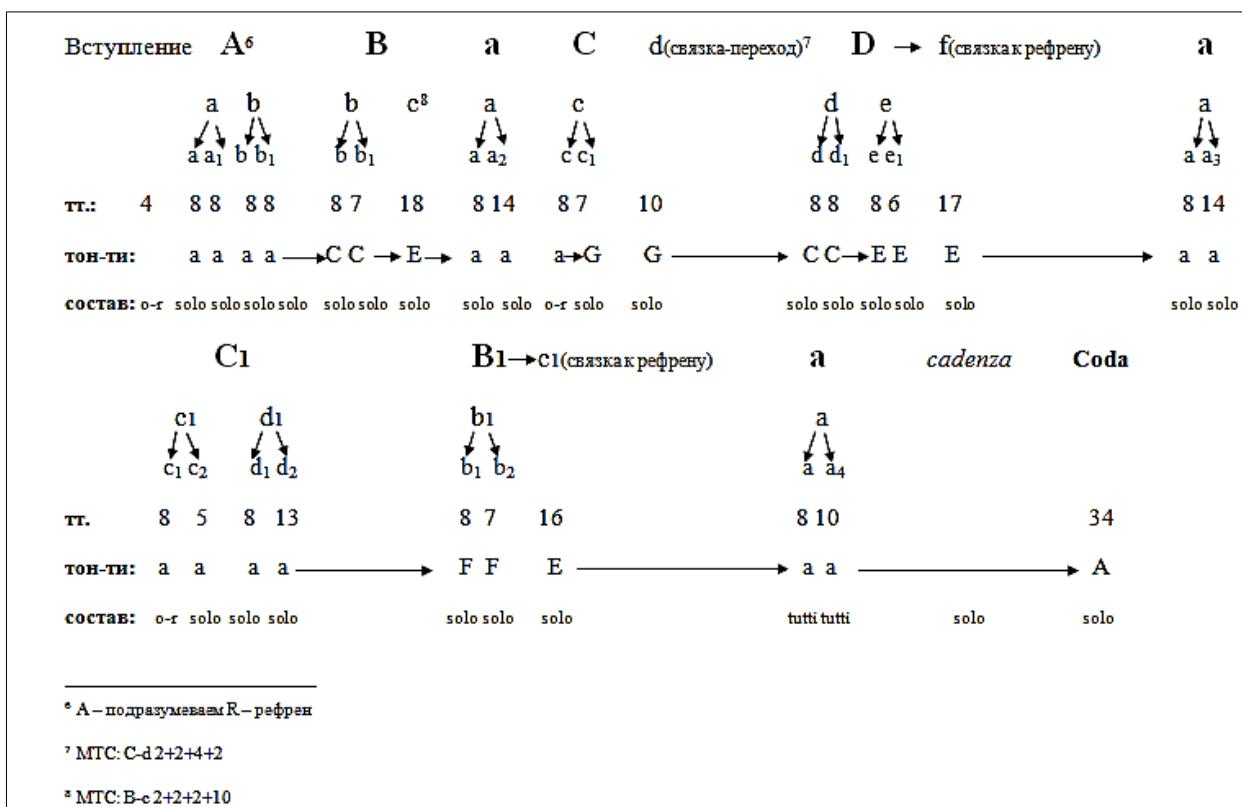 Вступление A⁶ B a C d(связка-переход)⁷ D → f(связка к рефрену) a
a b b c⁸ a c d e a
a a₁ b b₁ b b₁ a a₂ c c₁ d d₁ e e₁ a a₃
тт.: 4 8 8 8 8 8 7 18 8 14 8 7 10 8 8 8 6 17 8 14
тон-ти: a a a a → C C → E → a a a → G G → C C → E E E → a a
состав: о-r solo solo solo solo solo solo solo solo solo о-r solo solo solo solo solo solo solo solo solo
C1 B1 → c1(связка к рефрену) a cadenza Coda
c1 d1 b1 a
c₁ c₂ d₁ d₂ b₁ b₂ a a₄
тт. 8 5 8 13 8 7 16 8 10 34
тон-ти: a a a a → F F E → a a → A
состав: о-r solo solo solo solo solo solo tutti tutti solo solo
⁶ А – подразумеваем R – рефрен
⁷ МТС: C-d 2+2+4+2
⁸ МТС: B-c 2+2+2+10